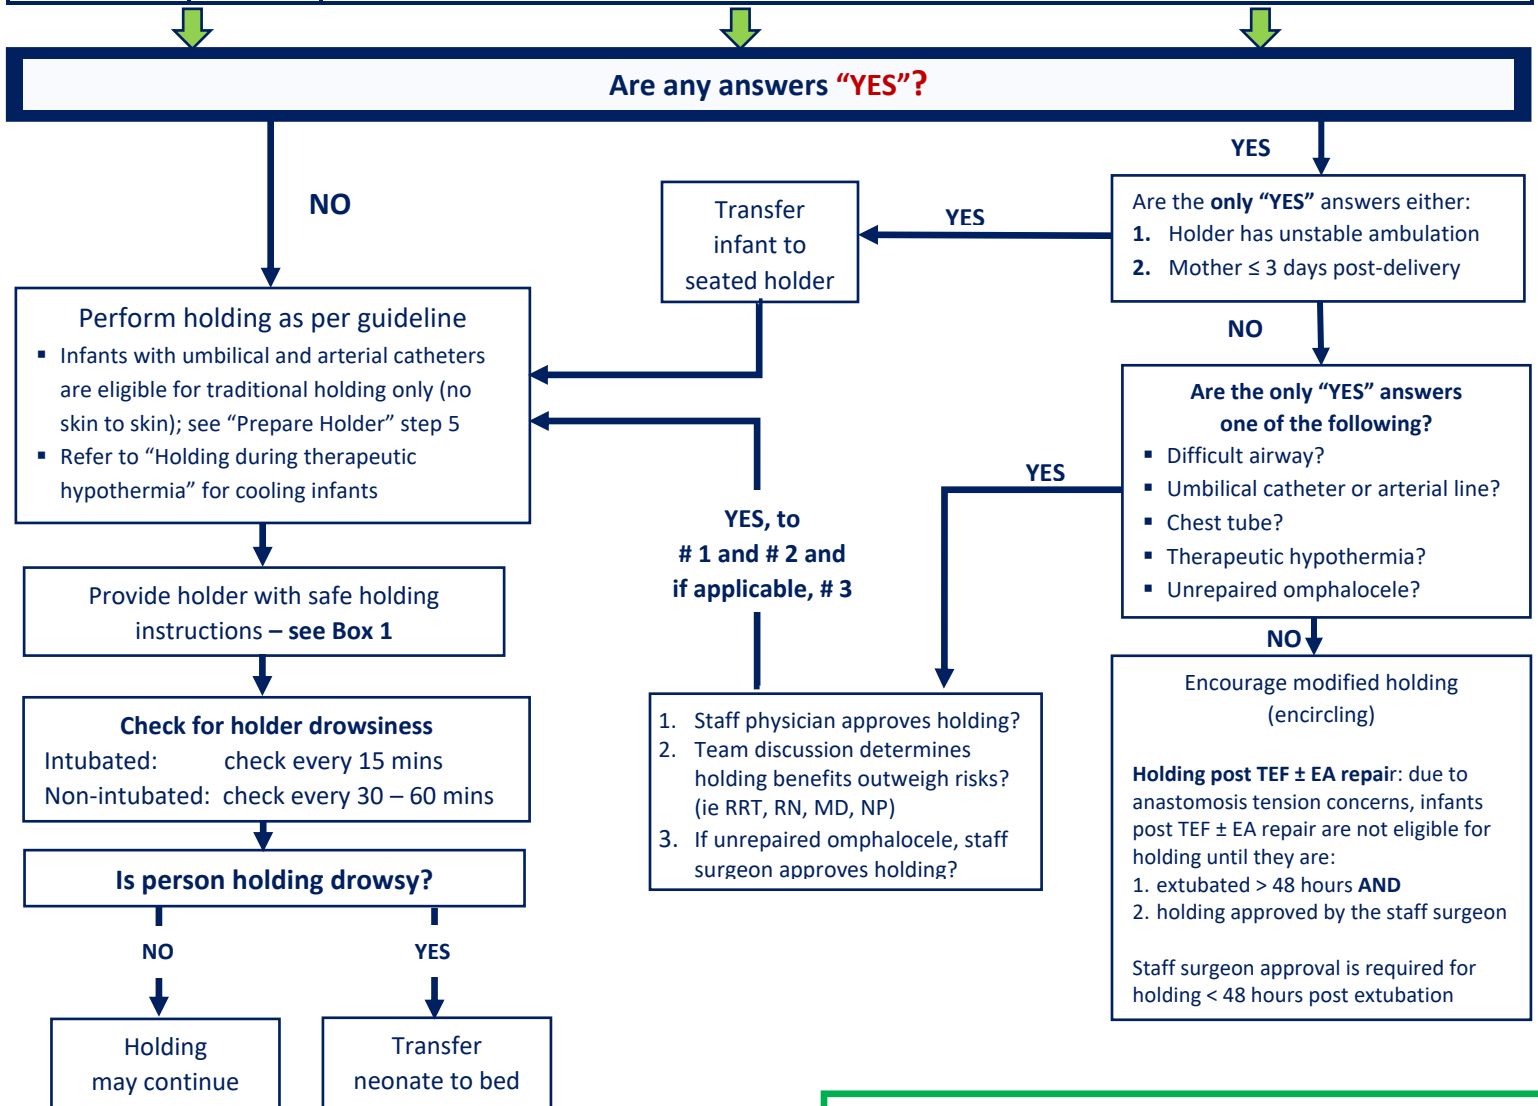 Are any answers “YES”?
NO
YES
Transfer
infant to
seated holder
YES
Are the only “YES” answers either:
1. Holder has unstable ambulation
2. Mother ≤ 3 days post-delivery
NO
Perform holding as per guideline
▪ Infants with umbilical and arterial catheters
are eligible for traditional holding only (no
skin to skin); see “Prepare Holder” step 5
▪ Refer to “Holding during therapeutic
hypothermia” for cooling infants
Are the only “YES” answers
one of the following?
▪ Difficult airway?
▪ Umbilical catheter or arterial line?
▪ Chest tube?
▪ Therapeutic hypothermia?
▪ Unrepaired omphalocele?
YES
YES, to
# 1 and # 2 and
if applicable, # 3
Provide holder with safe holding
instructions – see Box 1
NO
Check for holder drowsiness
Intubated: check every 15 mins
Non-intubated: check every 30 – 60 mins
1. Staff physician approves holding?
2. Team discussion determines
holding benefits outweigh risks?
(ie RRT, RN, MD, NP)
3. If unrepaired omphalocele, staff
surgeon approves holding?
Encourage modified holding
(encircling)
Holding post TEF ± EA repair: due to
anastomosis tension concerns, infants
post TEF ± EA repair are not eligible for
holding until they are:
1. extubated > 48 hours AND
2. holding approved by the staff surgeon
Staff surgeon approval is required for
holding < 48 hours post extubation
Is person holding drowsy?
NO
YES
Holding
may continue
Transfer
neonate to bed